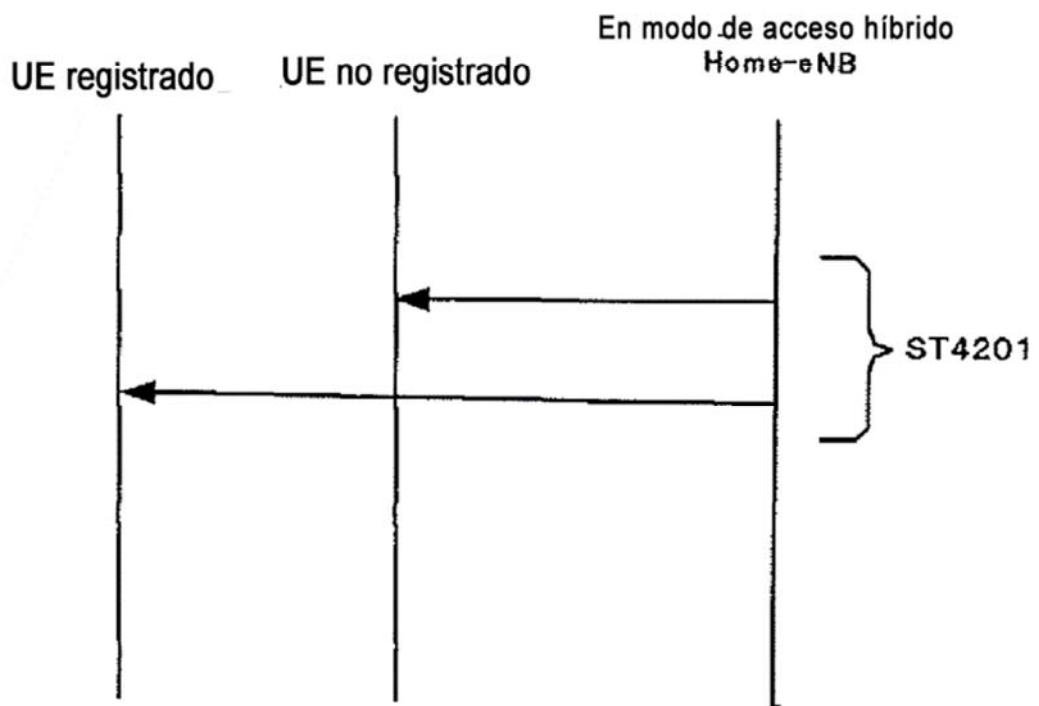 En modo de acceso híbrido
Home-eNB
UE registrado
UE no registrado
ST4201